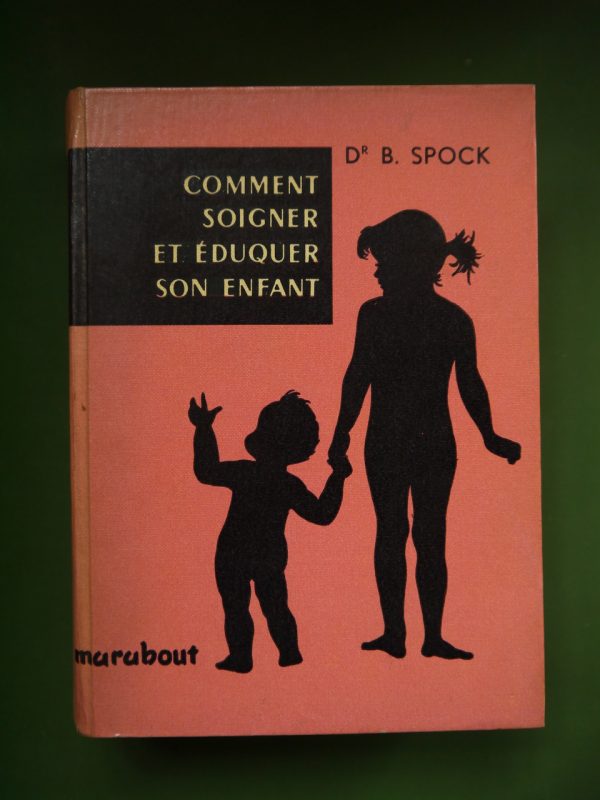 Dʳ B. SPOCK
COMMENT
SOIGNER
ET ÉDUQUER
SON ENFANT
marabout